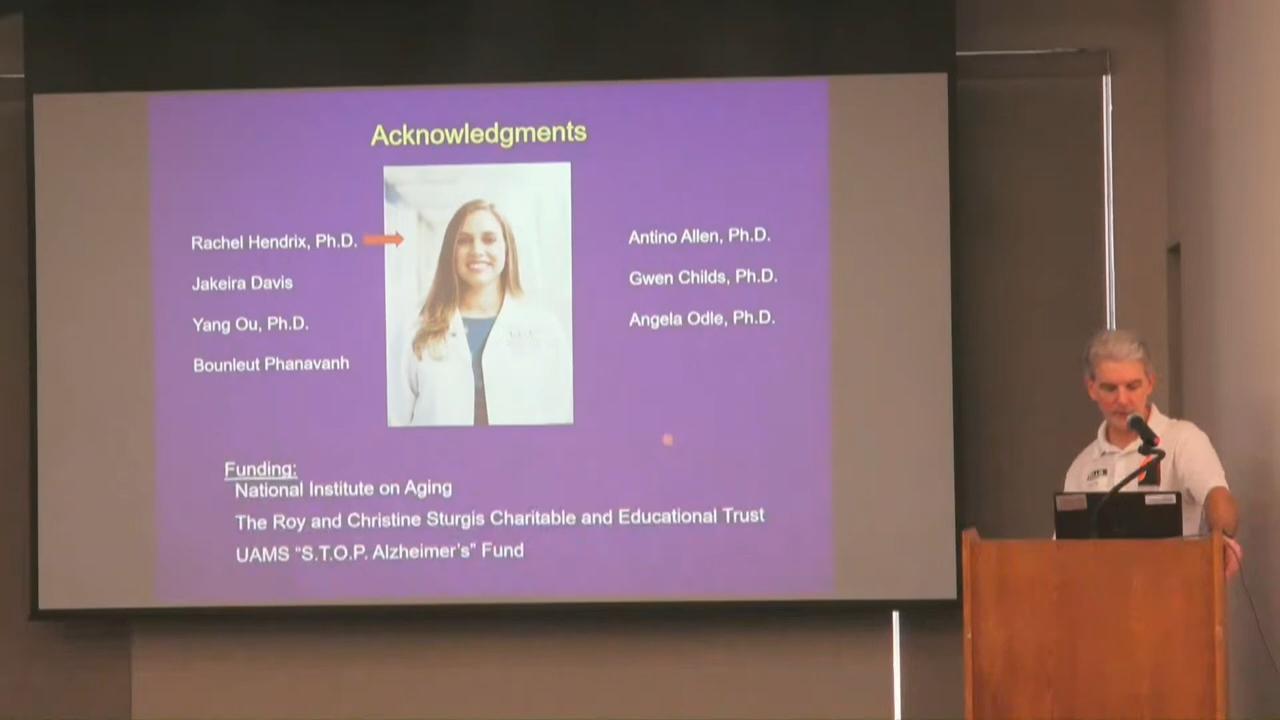 Acknowledgments
Rachel Hendrix, Ph.D.
Jakeira Davis
Yang Ou, Ph.D.
Bounleut Phanavanh
Antino Allen, Ph.D.
Gwen Childs, Ph.D.
Angela Odle, Ph.D.
Funding:
National Institute on Aging
The Roy and Christine Sturgis Charitable and Educational Trust
UAMS “S.T.O.P. Alzheimer’s” Fund